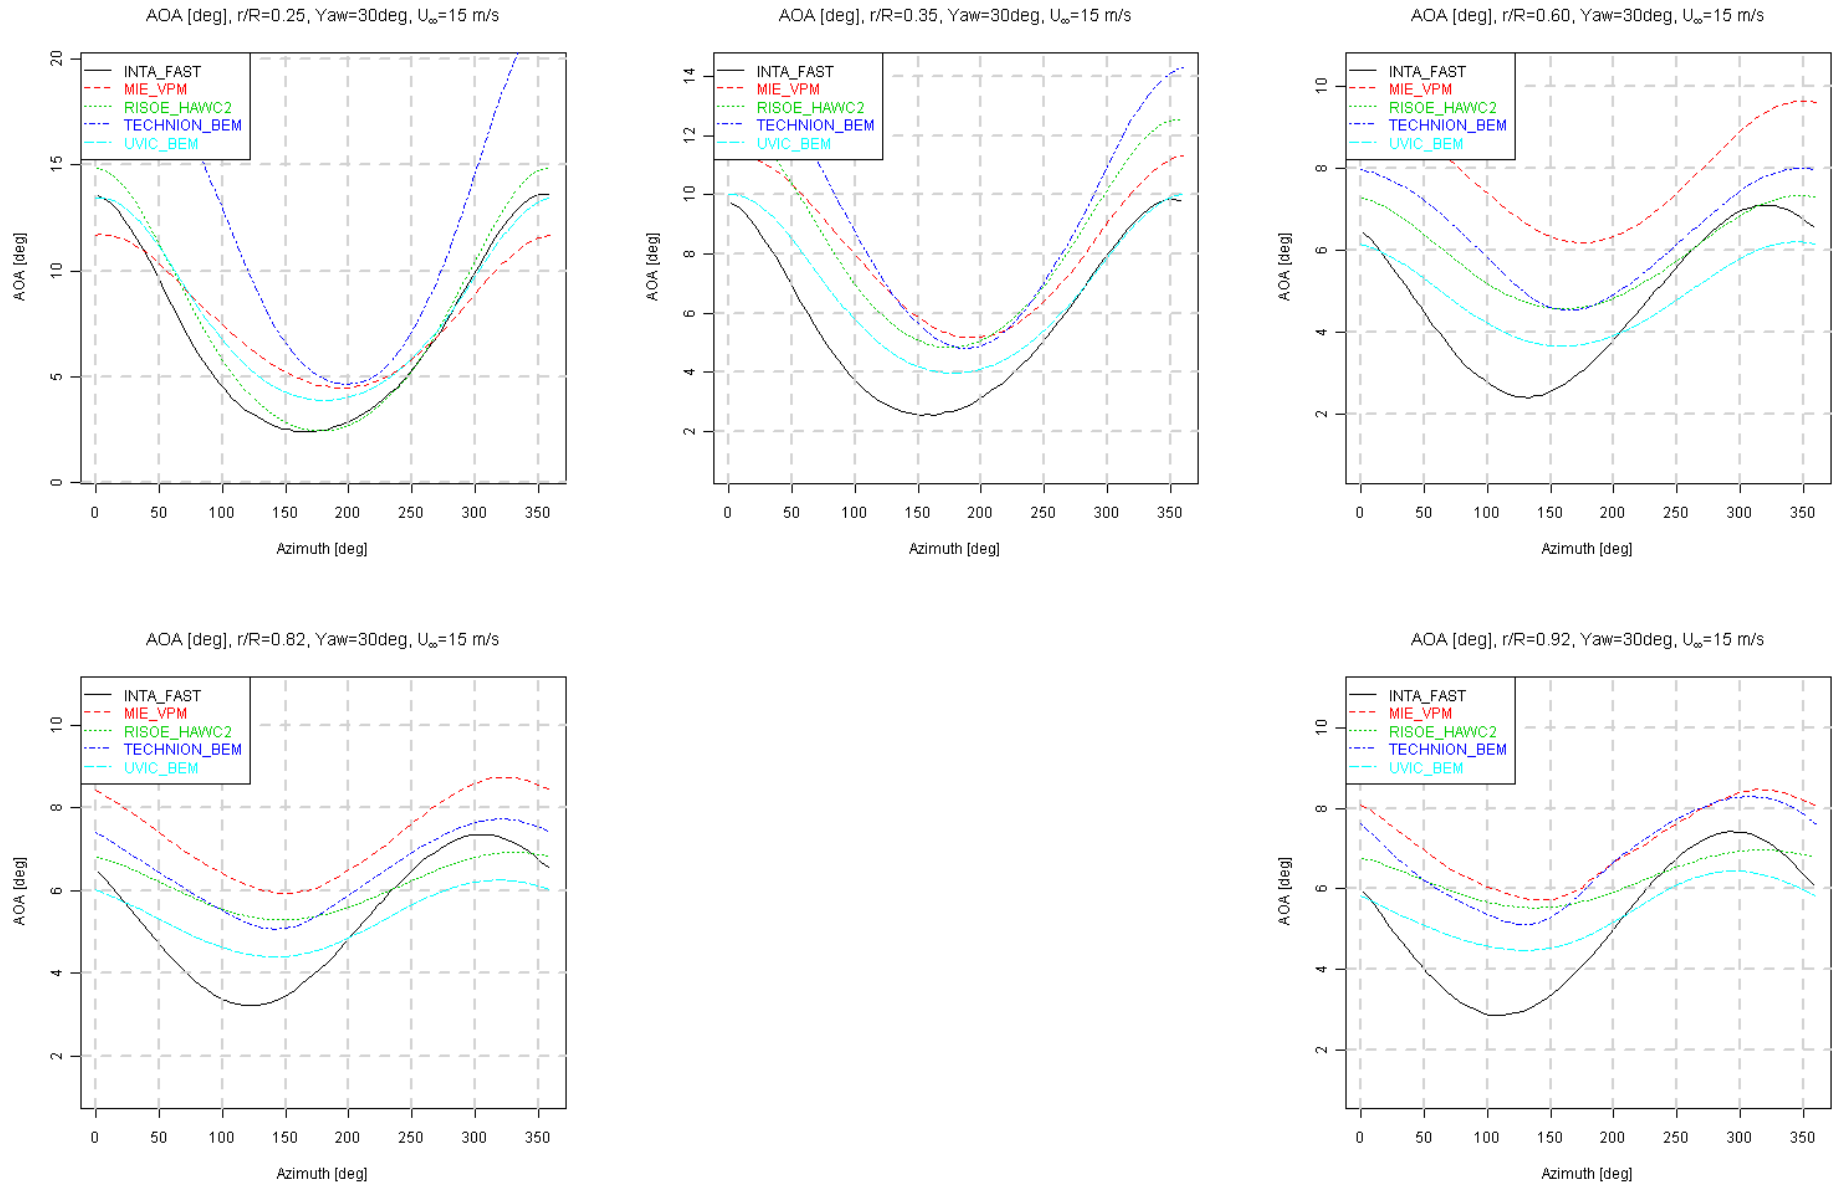 AOA [deg], r/R=0.25, Yaw=30deg, U∞=15 m/s
20
15
10
5
0
AOA [deg]
INTA_FAST
MIE_VPM
RISOE_HAWC2
TECHNION_BEM
UVIC_BEM
0 50 100 150 200 250 300 350
Azimuth [deg]
AOA [deg], r/R=0.35, Yaw=30deg, U∞=15 m/s
14
12
10
8
6
4
2
AOA [deg]
INTA_FAST
MIE_VPM
RISOE_HAWC2
TECHNION_BEM
UVIC_BEM
0 50 100 150 200 250 300 350
Azimuth [deg]
AOA [deg], r/R=0.60, Yaw=30deg, U∞=15 m/s
10
8
6
4
2
AOA [deg]
INTA_FAST
MIE_VPM
RISOE_HAWC2
TECHNION_BEM
UVIC_BEM
0 50 100 150 200 250 300 350
Azimuth [deg]
AOA [deg], r/R=0.82, Yaw=30deg, U∞=15 m/s
10
8
6
4
2
AOA [deg]
INTA_FAST
MIE_VPM
RISOE_HAWC2
TECHNION_BEM
UVIC_BEM
0 50 100 150 200 250 300 350
Azimuth [deg]
AOA [deg], r/R=0.92, Yaw=30deg, U∞=15 m/s
10
8
6
4
2
AOA [deg]
INTA_FAST
MIE_VPM
RISOE_HAWC2
TECHNION_BEM
UVIC_BEM
0 50 100 150 200 250 300 350
Azimuth [deg]